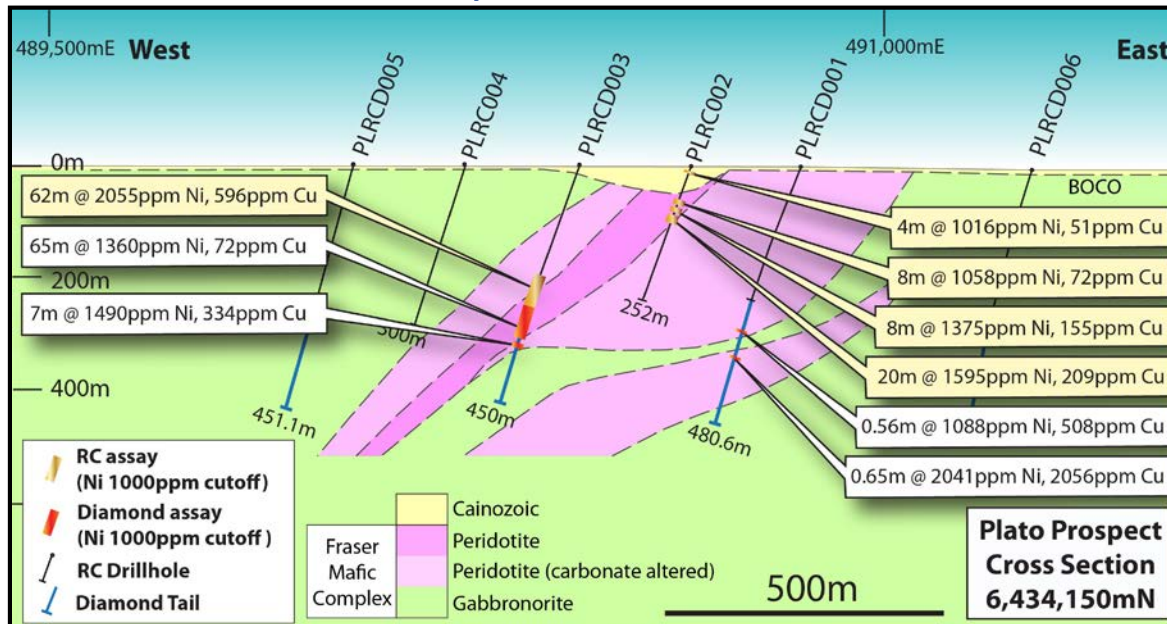 489,500mE
West
491,000mE
East
PLRCD005
PLRC004
PLRCD003
PLRC002
PLRCD001
PLRCD006
0m
BOCO
62m @ 2055ppm Ni, 596ppm Cu
65m @ 1360ppm Ni, 72ppm Cu
7m @ 1490ppm Ni, 334ppm Cu
4m @ 1016ppm Ni, 51ppm Cu
8m @ 1058ppm Ni, 72ppm Cu
8m @ 1375ppm Ni, 155ppm Cu
20m @ 1595ppm Ni, 209ppm Cu
0.56m @ 1088ppm Ni, 508ppm Cu
0.65m @ 2041ppm Ni, 2056ppm Cu
200m
252m
400m
451.1m
450m
480.6m
RC assay
(Ni 1000ppm cutoff)
Diamond assay
(Ni 1000ppm cutoff )
RC Drillhole
Diamond Tail
Fraser
Mafic
Complex
Cainozoic
Peridotite
Peridotite (carbonate altered)
Gabbronorite
500m
Plato Prospect
Cross Section
6,434,150mN